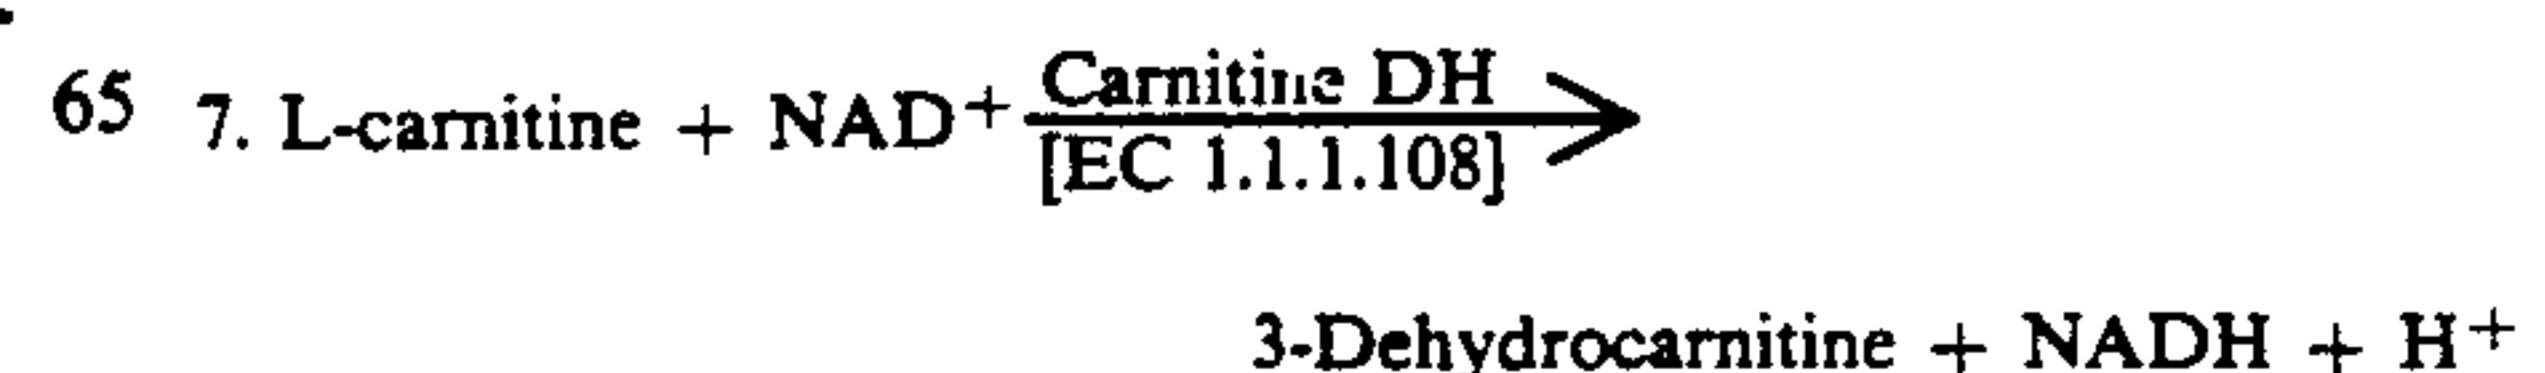 Carnitine DH
65 7. L-carnitine + NAD+
[EC 1.1.1.108]
3-Dehydrocarnitine + NADH + H+